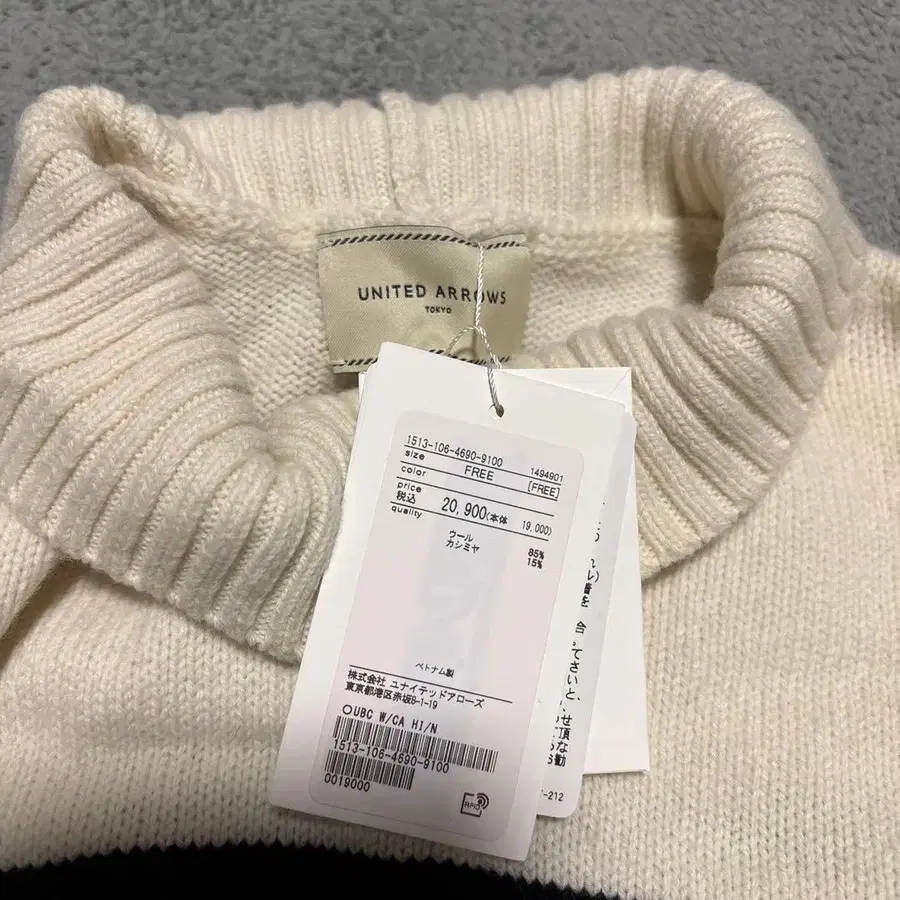 UNITED ARROWS
TOKYO
1513-106-4690-9100
size FREE 1494901
color [FREE]
price
税込 20,900(本体 19,000)
quality
ウール 85%
カシミヤ 15%
ベトナム製
株式会社 ユナイテッドアローズ
東京都港区赤坂8-1-19
○UBC W/CA HI/N
1513-106-4690-9100
0019000
RFID
-212